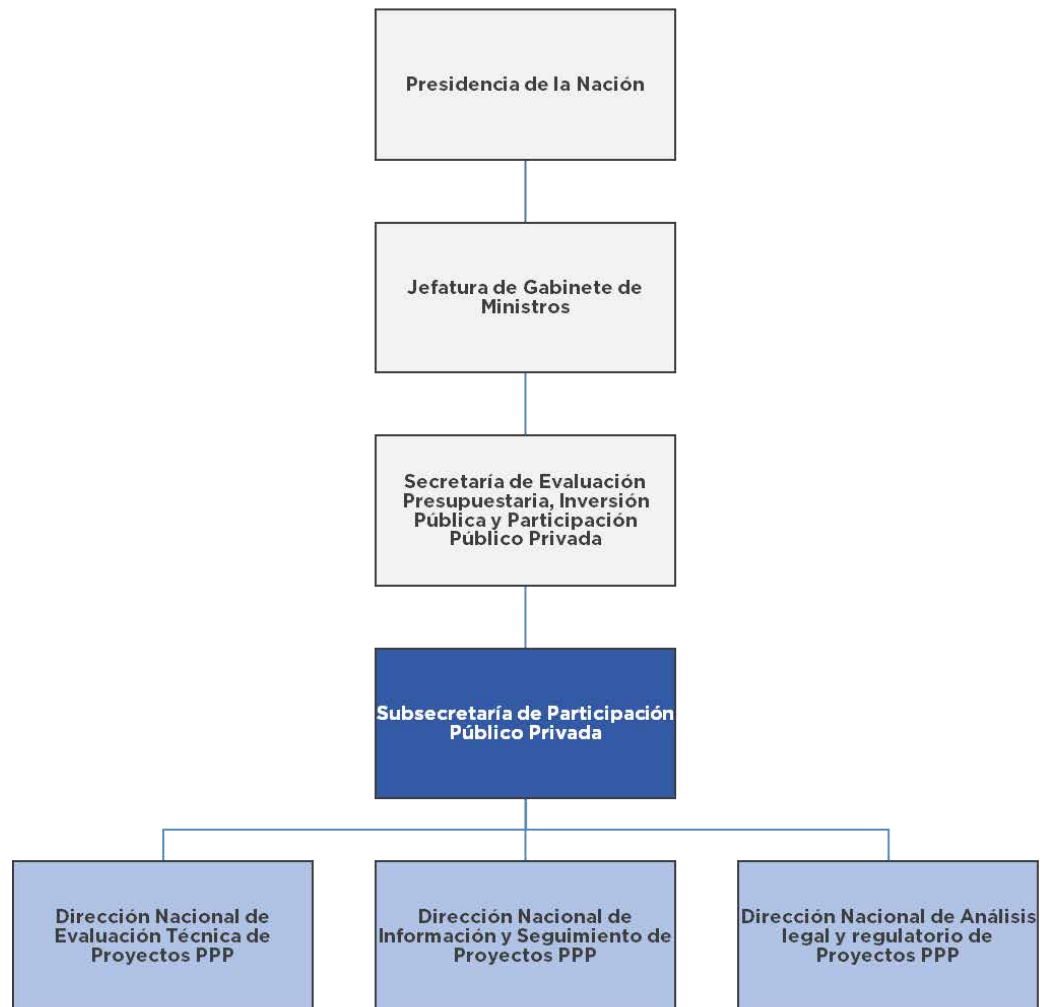 Presidencia de la Nación
Jefatura de Gabinete de
Ministros
Secretaría de Evaluación
Presupuestaria, Inversión
Pública y Participación
Público Privada
Subsecretaría de Participación
Público Privada
Dirección Nacional de
Evaluación Técnica de
Proyectos PPP
Dirección Nacional de
Información y Seguimiento de
Proyectos PPP
Dirección Nacional de Análisis
legal y regulatorio de
Proyectos PPP